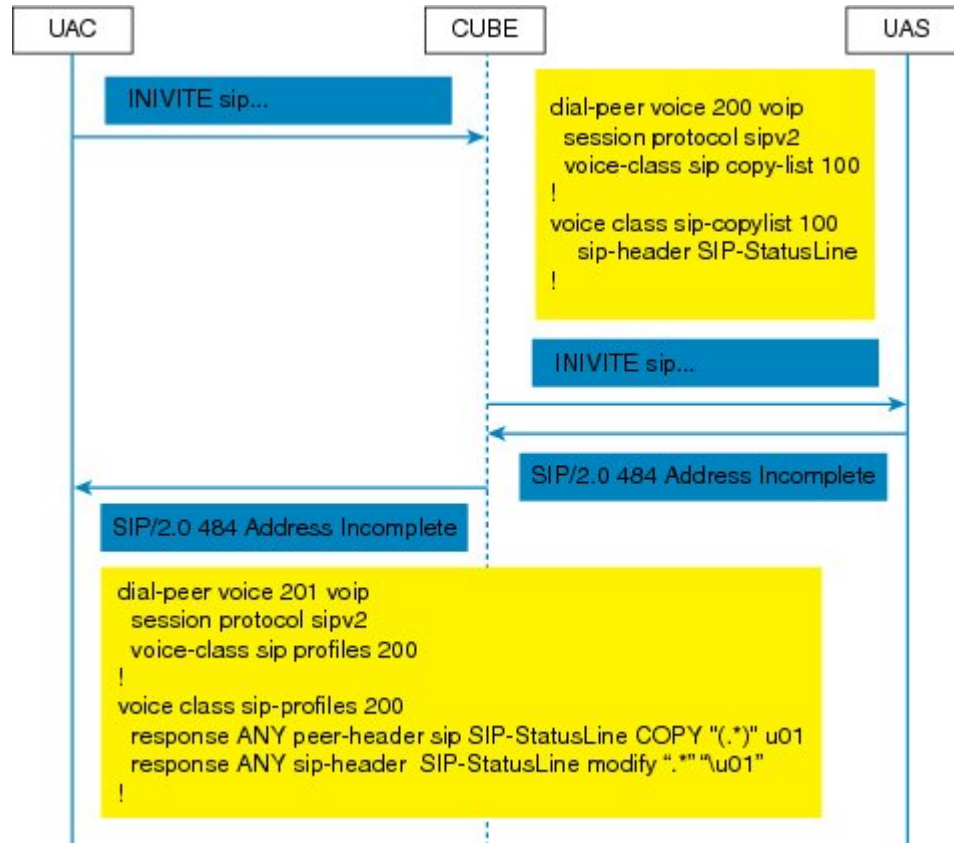 UAC
CUBE
UAS
INIVITE sip...
dial-peer voice 200 voip
session protocol sipv2
voice-class sip copy-list 100
!
voice class sip-copylist 100
sip-header SIP-StatusLine
!
INIVITE sip...
SIP/2.0 484 Address Incomplete
SIP/2.0 484 Address Incomplete
dial-peer voice 201 voip
session protocol sipv2
voice-class sip profiles 200
!
voice class sip-profiles 200
response ANY peer-header sip SIP-StatusLine COPY "(.*)" u01
response ANY sip-header SIP-StatusLine modify “.*” “\u01”
!